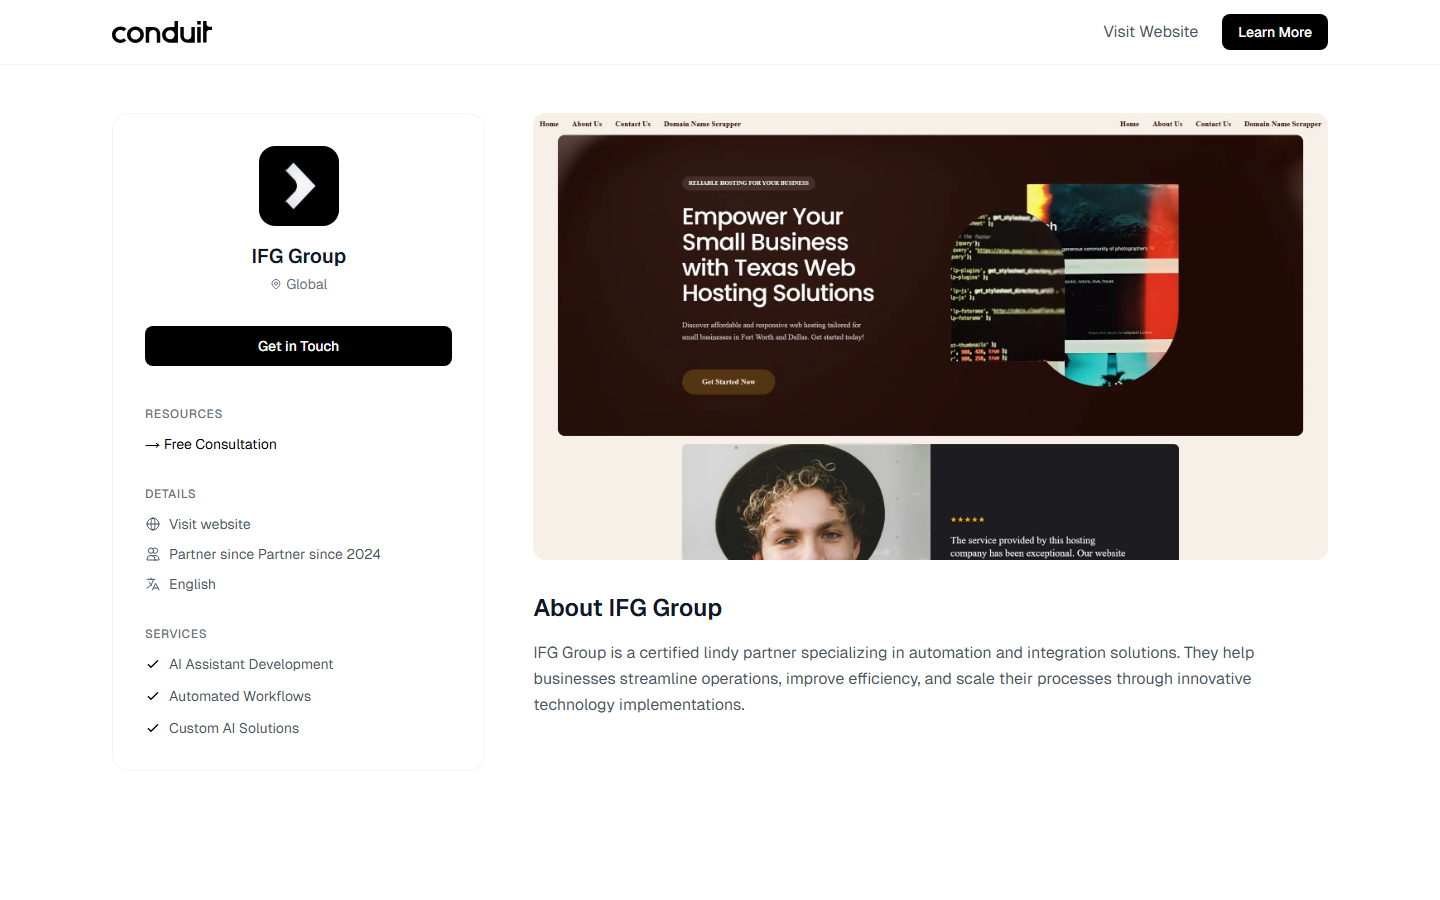 conduit
Visit Website
Learn More
IFG Group
Global
Get in Touch
RESOURCES
→ Free Consultation
DETAILS
Visit website
Partner since Partner since 2024
English
SERVICES
AI Assistant Development
Automated Workflows
Custom AI Solutions
Home About Us Contact Us Domain Name Scrapper
Home About Us Contact Us Domain Name Scrapper
RELIABLE HOSTING FOR YOUR BUSINESS
Empower Your
Small Business
with Texas Web
Hosting Solutions
Discover affordable and responsive web hosting tailored for
small businesses in Fort Worth and Dallas. Get started today!
Get Started Now
The service provided by this hosting
company has been exceptional. Our website
About IFG Group
IFG Group is a certified lindy partner specializing in automation and integration solutions. They help
businesses streamline operations, improve efficiency, and scale their processes through innovative
technology implementations.